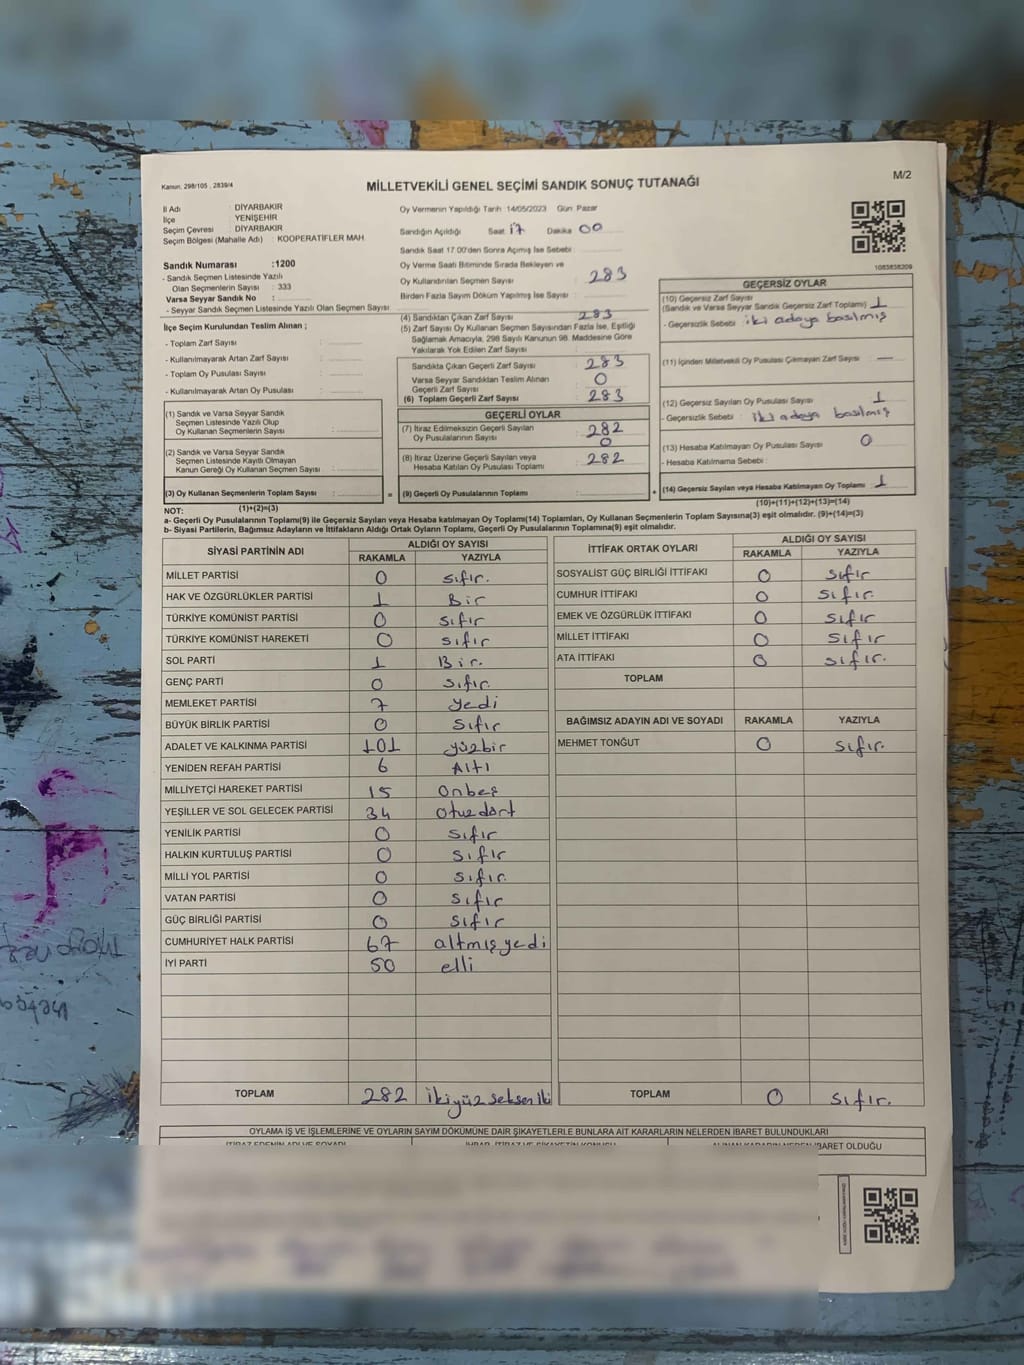 Kanun. 298/105 , 2839/4
MİLLETVEKİLİ GENEL SEÇİMİ SANDIK SONUÇ TUTANAĞI
M/2
İl Adı : DİYARBAKIR
İlçe : YENİŞEHİR
Seçim Çevresi : DİYARBAKIR
Seçim Bölgesi (Mahalle Adı) : KOOPERATİFLER MAH.
Sandık Numarası :1200
- Sandık Seçmen Listesinde Yazılı
Olan Seçmenlerin Sayısı : 333
Varsa Seyyar Sandık No :
- Seyyar Sandık Listesinde Yazılı Olan Seçmen Sayısı :
İlçe Seçim Kurulundan Teslim Alınan ;
- Toplam Zarf Sayısı :
- Kullanılmayarak Artan Zarf Sayısı :
- Toplam Oy Pusulası Sayısı :
- Kullanılmayarak Artan Oy Pusulası :
(1) Sandık ve Varsa Seyyar Sandık
Seçmen Listesinde Yazılı Olup
Oy Kullanan Seçmenlerin Sayısı :
(2) Sandık ve Varsa Seyyar Sandık
Seçmen Listesinde Kayıtlı Olmayan
Kanun Gereği Oy Kullanan Seçmen Sayısı :
(3) Oy Kullanan Seçmenlerin Toplam Sayısı :
Oy Vermenin Yapıldığı Tarih 14/05/2023 Gün: Pazar
Sandığın Açıldığı Saat 17 Dakika 00
Sandık Saat 17.00'den Sonra Açılmış İse Sebebi :
Oy Verme Saati Bitiminde Sırada Bekleyen ve
Oy Kullandırılan Seçmen Sayısı : 283
Birden Fazla Sayım Döküm Yapılmış İse Sayısı :
(4) Sandıktan Çıkan Zarf Sayısı : 283
(5) Zarf Sayısı Oy Kullanan Seçmen Sayısından Fazla İse, Eşitliği
Sağlamak Amacıyla, 298 Sayılı Kanunun 98. Maddesine Göre
Yakılarak Yok Edilen Zarf Sayısı :
Sandıkta Çıkan Geçerli Zarf Sayısı : 283
Varsa Seyyar Sandıktan Teslim Alınan
Geçerli Zarf Sayısı : 0
(6) Toplam Geçerli Zarf Sayısı : 283
GEÇERLİ OYLAR
(7) İtiraz Edilmeksizin Geçerli Sayılan
Oy Pusulalarının Sayısı : 282
0
(8) İtiraz Üzerine Geçerli Sayılan veya
Hesaba Katılan Oy Pusulası Toplamı : 282
= (9) Geçerli Oy Pusulalarının Toplamı :
1083838209
GEÇERSİZ OYLAR
(10) Geçersiz Zarf Sayısı
(Sandık ve Varsa Seyyar Sandık Geçersiz Zarf Toplamı) : 1
- Geçersizlik Sebebi : iki adaya basılmış
(11) İçinden Milletvekili Oy Pusulası Çıkmayan Zarf Sayısı : —
(12) Geçersiz Sayılan Oy Pusulası Sayısı : 1
- Geçersizlik Sebebi : iki adaya basılmış
(13) Hesaba Katılmayan Oy Pusulası Sayısı : 0
- Hesaba Katılmama Sebebi :
+ (14) Geçersiz Sayılan veya Hesaba Katılmayan Oy Toplamı : 1
NOT: (1)+(2)=(3) (10)+(11)+(12)+(13)=(14)
a- Geçerli Oy Pusulalarının Toplamı(9) ile Geçersiz Sayılan veya Hesaba katılmayan Oy Toplamı(14) Toplamları, Oy Kullanan Seçmenlerin Toplam Sayısına(3) eşit olmalıdır. (9)+(14)=(3)
b- Siyasi Partilerin, Bağımsız Adayların ve İttifakların Aldığı Ortak Oyların Toplamı, Geçerli Oy Pusulalarının Toplamına(9) eşit olmalıdır.
SİYASİ PARTİNİN ADI ALDIĞI OY SAYISI
RAKAMLA YAZIYLA
MİLLET PARTİSİ 0 sıfır.
HAK VE ÖZGÜRLÜKLER PARTİSİ 1 Bir
TÜRKİYE KOMÜNİST PARTİSİ 0 sıfır
TÜRKİYE KOMÜNİST HAREKETİ 0 sıfır
SOL PARTİ 1 Bir.
GENÇ PARTİ 0 sıfır.
MEMLEKET PARTİSİ 7 yedi
BÜYÜK BİRLİK PARTİSİ 0 sıfır
ADALET VE KALKINMA PARTİSİ 101 yüzbir
YENİDEN REFAH PARTİSİ 6 Altı
MİLLİYETÇİ HAREKET PARTİSİ 15 Onbeş
YEŞİLLER VE SOL GELECEK PARTİSİ 34 Otuzdört
YENİLİK PARTİSİ 0 sıfır
HALKIN KURTULUŞ PARTİSİ 0 sıfır
MİLLİ YOL PARTİSİ 0 sıfır.
VATAN PARTİSİ 0 sıfır
GÜÇ BİRLİĞİ PARTİSİ 0 sıfır
CUMHURİYET HALK PARTİSİ 67 altmışyedi
İYİ PARTİ 50 elli
TOPLAM 282 ikiyüz seksen iki
İTTİFAK ORTAK OYLARI ALDIĞI OY SAYISI
RAKAMLA YAZIYLA
SOSYALİST GÜÇ BİRLİĞİ İTTİFAKI 0 sıfır
CUMHUR İTTİFAKI 0 sıfır.
EMEK VE ÖZGÜRLÜK İTTİFAKI 0 sıfır
MİLLET İTTİFAKI 0 sıfır
ATA İTTİFAKI 0 sıfır.
TOPLAM
BAĞIMSIZ ADAYIN ADI VE SOYADI RAKAMLA YAZIYLA
MEHMET TONĞUT 0 sıfır.
TOPLAM 0 sıfır.
OYLAMA İŞ VE İŞLEMLERİNE VE OYLARIN SAYIM DÖKÜMÜNE DAİR ŞİKAYETLERLE BUNLARA AİT KARARLARIN NELERDEN İBARET BULUNDUKLARI
İTİRAZ EDENİN ADI VE SOYADI İHBAR, İTİRAZ VE ŞİKAYETİN KONUSU ALINAN KARARIN NEDEN İBARET OLDUĞU